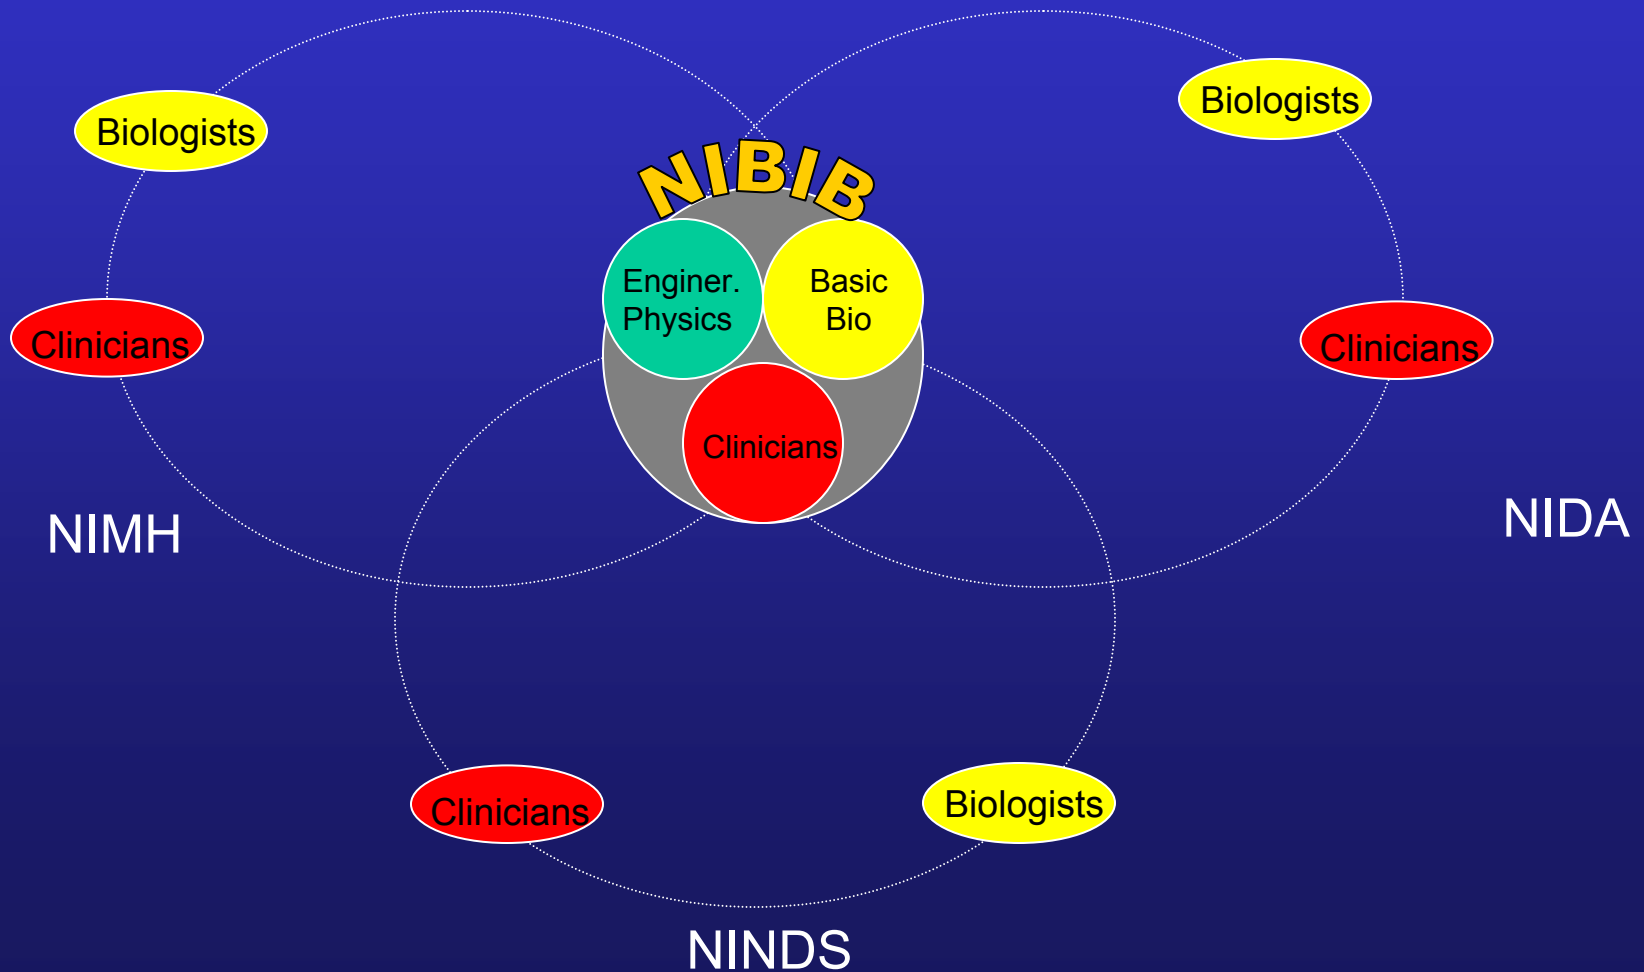 Biologists
Biologists
NIBIB
Enginer.
Physics
Basic
Bio
Clinicians
Clinicians
Clinicians
NIMH
NIDA
Clinicians
Biologists
NINDS